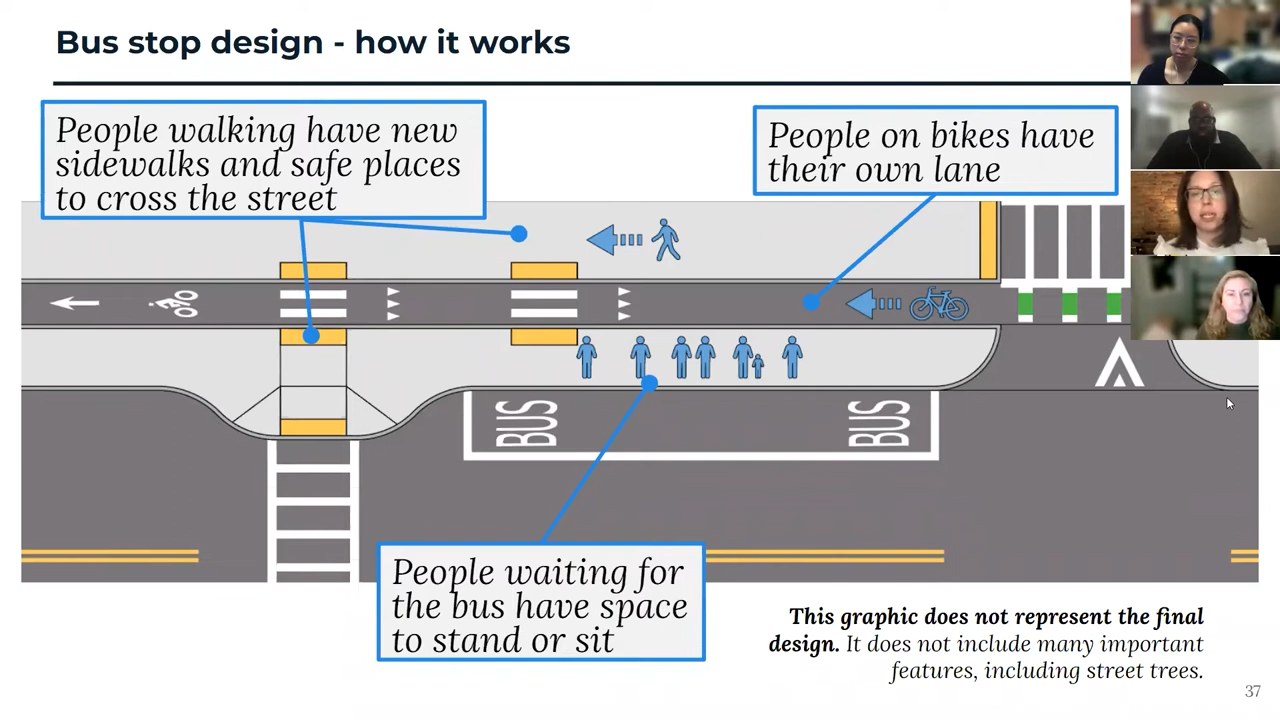 Bus stop design - how it works
People walking have new
sidewalks and safe places
to cross the street
People on bikes have
their own lane
BUS
BUS
People waiting for
the bus have space
to stand or sit
This graphic does not represent the final
design. It does not include many important
features, including street trees.
37